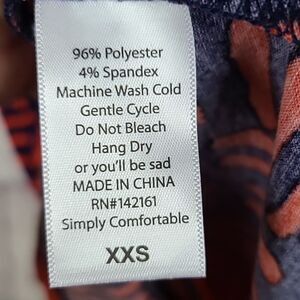 96% Polyester
4% Spandex
Machine Wash Cold
Gentle Cycle
Do Not Bleach
Hang Dry
or you'll be sad
MADE IN CHINA
RN#142161
Simply Comfortable
XXS